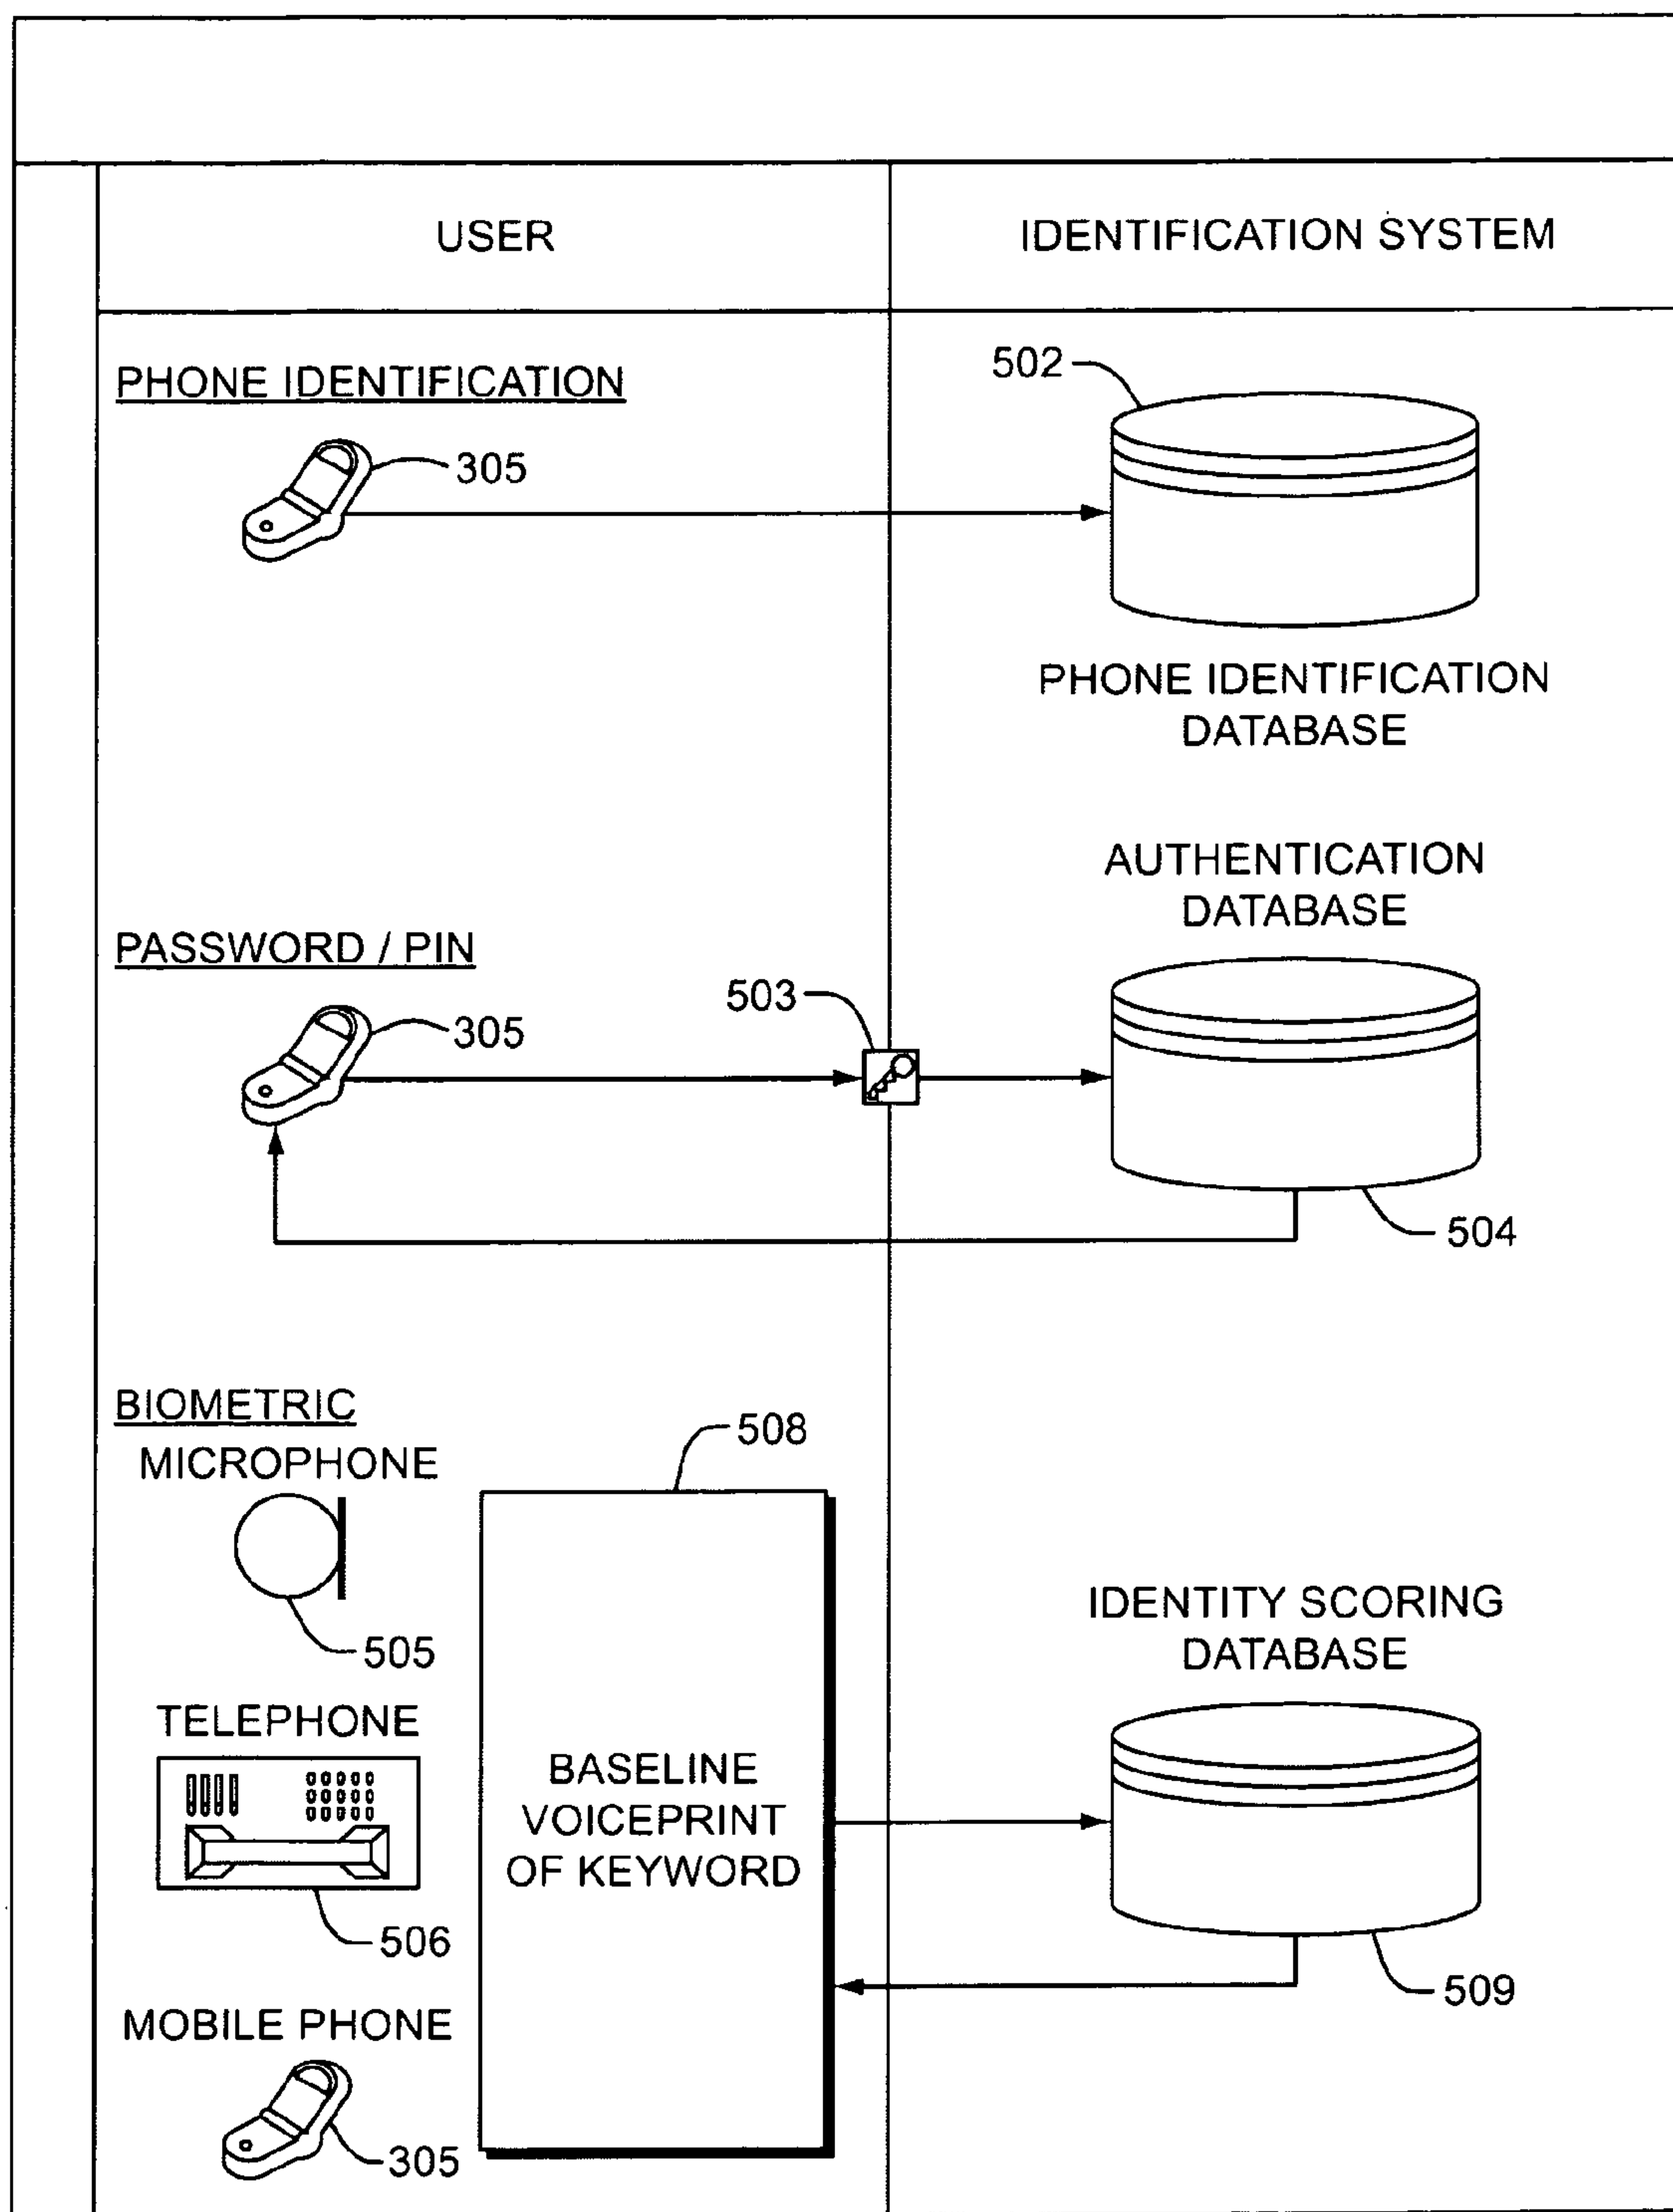 USER
IDENTIFICATION SYSTEM
PHONE IDENTIFICATION
305
502
PHONE IDENTIFICATION
DATABASE
PASSWORD / PIN
305
503
AUTHENTICATION
DATABASE
504
BIOMETRIC
MICROPHONE
505
TELEPHONE
506
MOBILE PHONE
305
508
BASELINE
VOICEPRINT
OF KEYWORD
IDENTITY SCORING
DATABASE
509